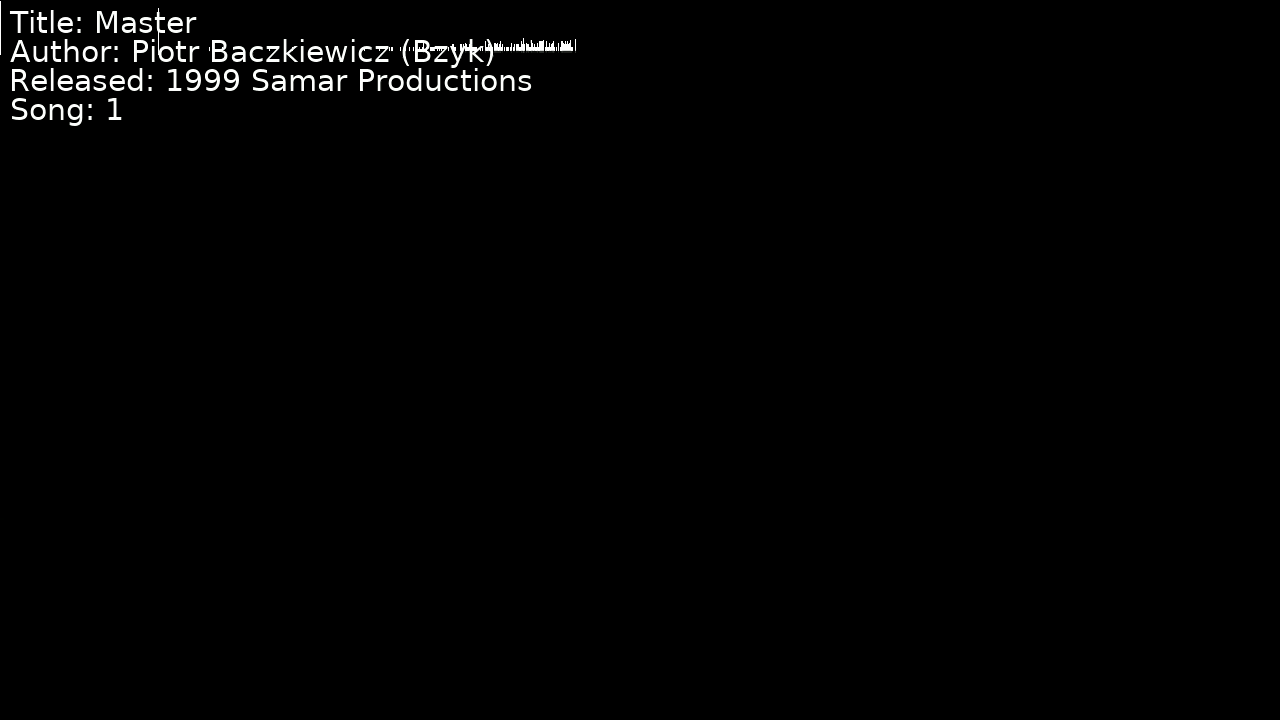 Title: Master
Author: Piotr Baczkiewicz (Bzyk)
Released: 1999 Samar Productions
Song: 1